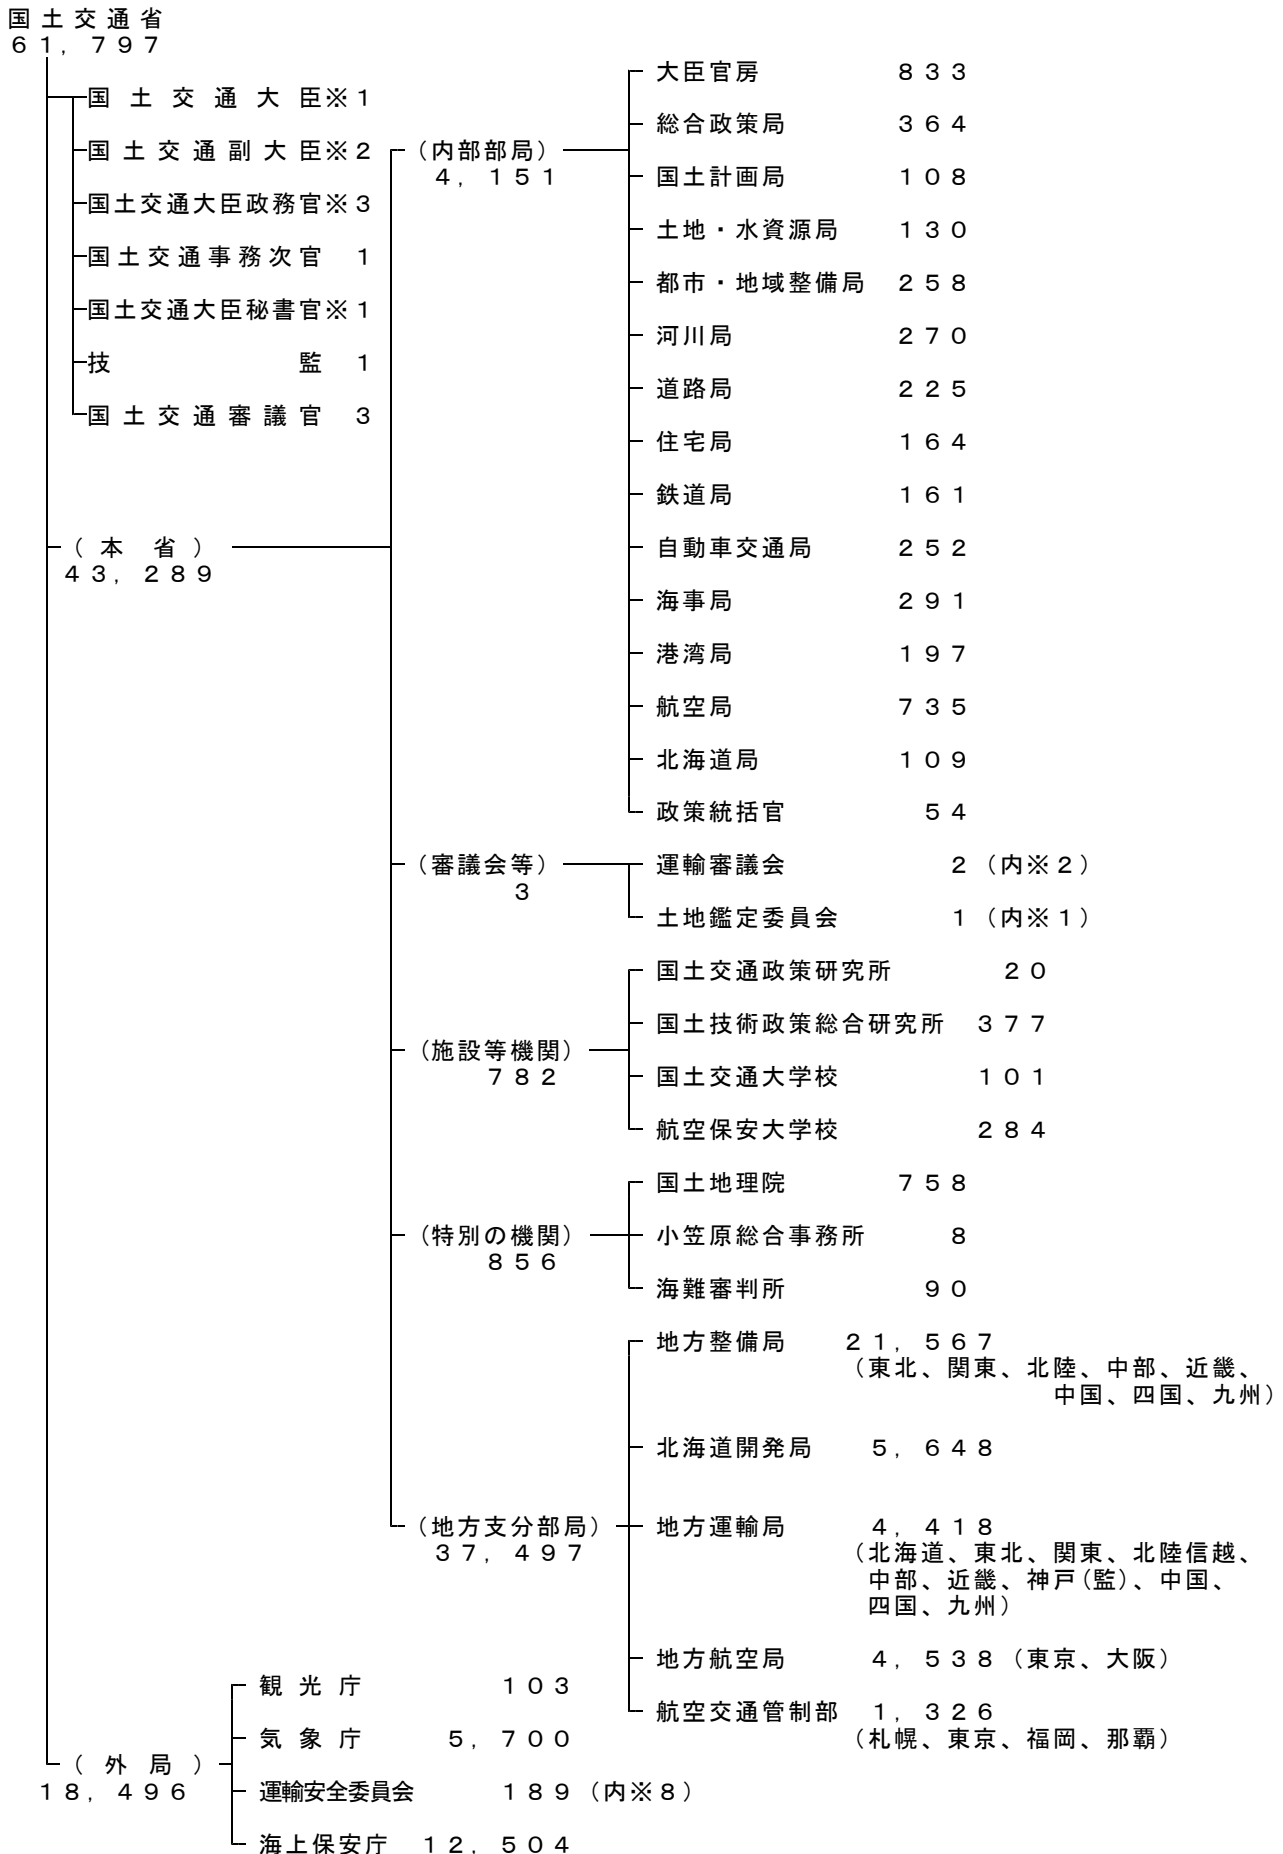 国土交通省
６１，７９７
国土交通大臣※１
国土交通副大臣※２
国土交通大臣政務官※３
国土交通事務次官　１
国土交通大臣秘書官※１
技　監　１
国土交通審議官　３
（本　省）
４３，２８９
（内部部局）
４，１５１
大臣官房　８３３
総合政策局　３６４
国土計画局　１０８
土地・水資源局　１３０
都市・地域整備局　２５８
河川局　２７０
道路局　２２５
住宅局　１６４
鉄道局　１６１
自動車交通局　２５２
海事局　２９１
港湾局　１９７
航空局　７３５
北海道局　１０９
政策統括官　５４
（審議会等）
３
運輸審議会　２（内※２）
土地鑑定委員会　１（内※１）
（施設等機関）
７８２
国土交通政策研究所　２０
国土技術政策総合研究所　３７７
国土交通大学校　１０１
航空保安大学校　２８４
（特別の機関）
８５６
国土地理院　７５８
小笠原総合事務所　８
海難審判所　９０
（地方支分部局）
３７，４９７
地方整備局　２１，５６７
（東北、関東、北陸、中部、近畿、
中国、四国、九州）
北海道開発局　５，６４８
地方運輸局　４，４１８
（北海道、東北、関東、北陸信越、
中部、近畿、神戸(監)、中国、
四国、九州）
地方航空局　４，５３８（東京、大阪）
航空交通管制部　１，３２６
（札幌、東京、福岡、那覇）
（外局）
１８，４９６
観光庁　１０３
気象庁　５，７００
運輸安全委員会　１８９（内※８）
海上保安庁　１２，５０４